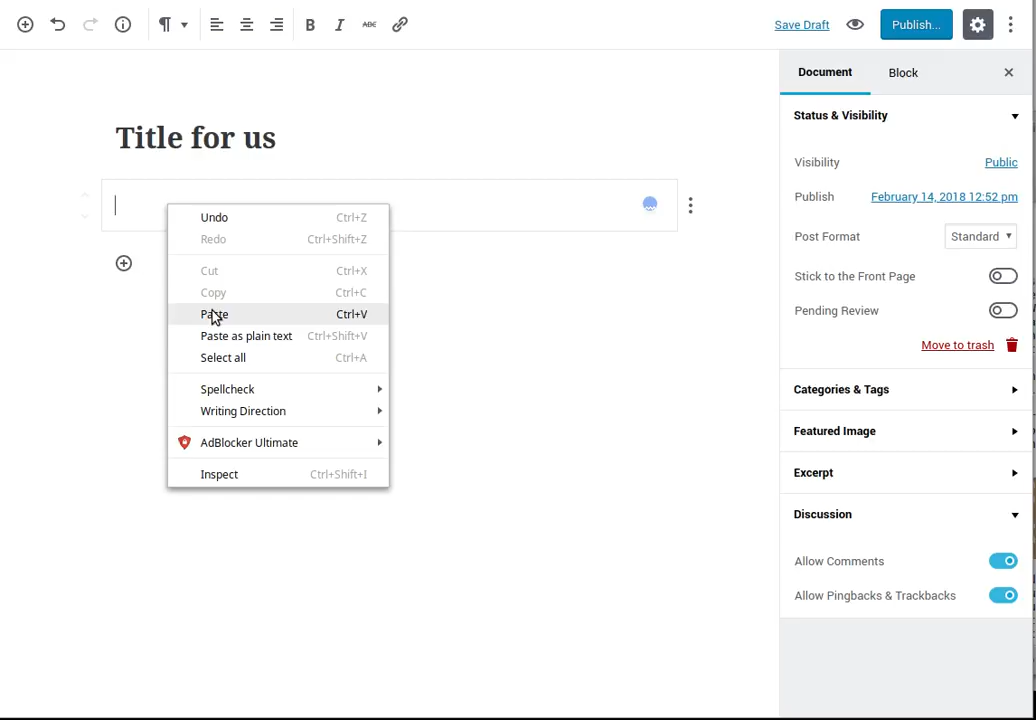 B I ABC
Save Draft
Publish...
Document
Block
Title for us
Status & Visibility
Visibility Public
Publish February 14, 2018 12:52 pm
Post Format Standard
Stick to the Front Page
Pending Review
Move to trash
Categories & Tags
Featured Image
Excerpt
Discussion
Allow Comments
Allow Pingbacks & Trackbacks
Undo Ctrl+Z
Redo Ctrl+Shift+Z
Cut Ctrl+X
Copy Ctrl+C
Paste Ctrl+V
Paste as plain text Ctrl+Shift+V
Select all Ctrl+A
Spellcheck
Writing Direction
AdBlocker Ultimate
Inspect Ctrl+Shift+I